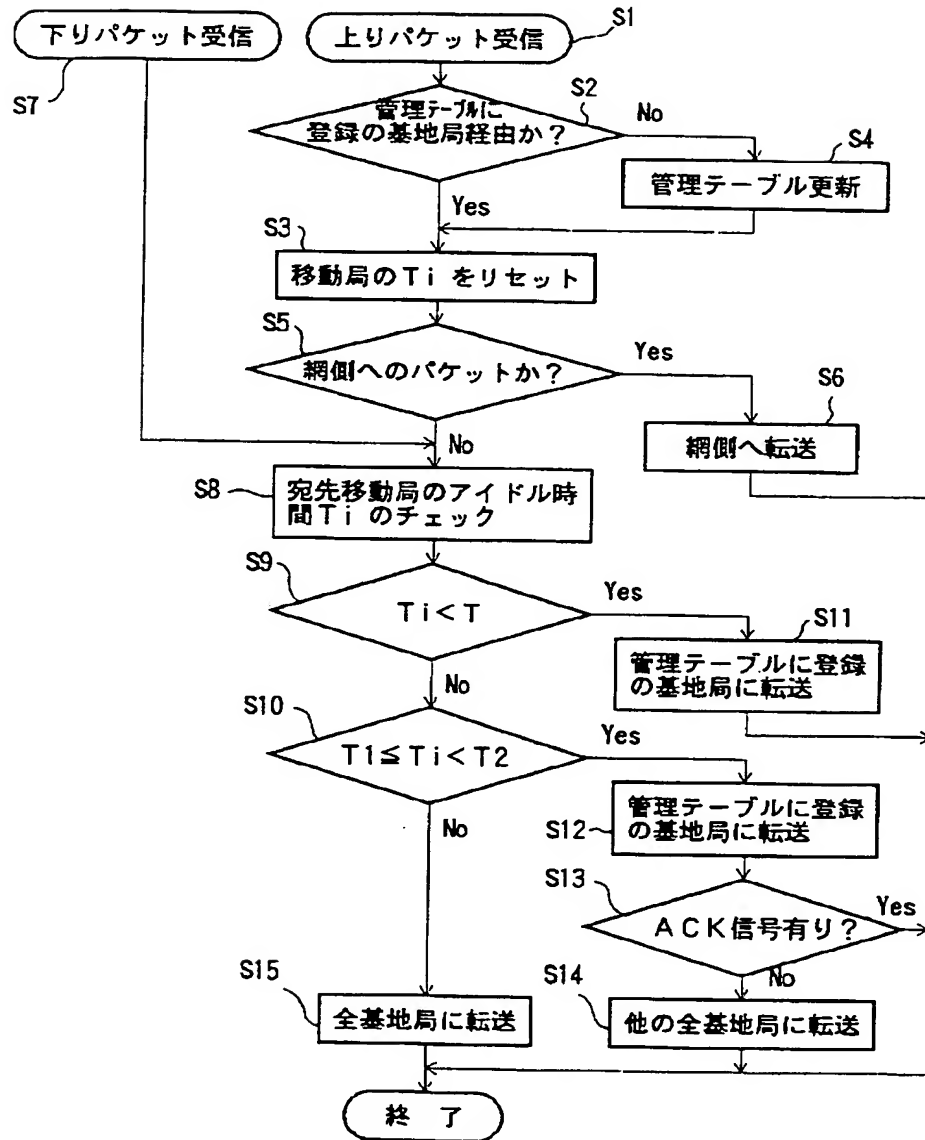 下りパケット受信
上りパケット受信
S1
S7
管理テーブルに
登録の基地局経由か？
S2
No
S4
管理テーブル更新
Yes
S3
移動局のＴｉをリセット
S5
網側へのパケットか？
Yes
S6
網側へ転送
No
S8
宛先移動局のアイドル時
間Ｔｉのチェック
S9
Ｔｉ＜Ｔ
Yes
S11
管理テーブルに登録
の基地局に転送
No
S10
Ｔ1≦Ｔｉ＜Ｔ2
Yes
管理テーブルに登録
の基地局に転送
S12
No
S13
ＡＣＫ信号有り？
Yes
No
S15
全基地局に転送
S14
他の全基地局に転送
終 了